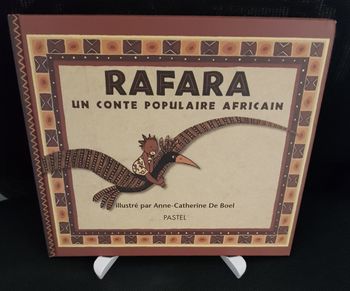 RAFARA
UN CONTE POPULAIRE AFRICAIN
illustré par Anne-Catherine De Boel
PASTEL